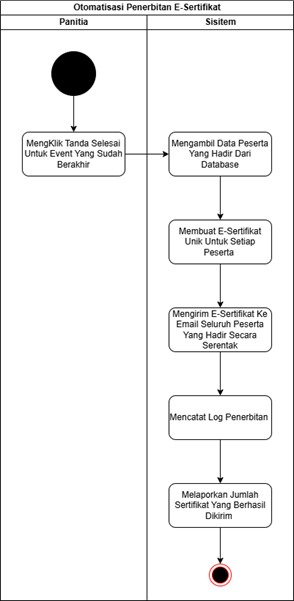 Otomatisasi Penerbitan E-Sertifikat
Panitia
Sisitem
MengKlik Tanda Selesai
Untuk Event Yang Sudah
Berakhir
Mengambil Data Peserta
Yang Hadir Dari
Database
Membuat E-Sertifikat
Unik Untuk Setiap
Peserta
Mengirim E-Sertifikat Ke
Email Seluruh Peserta
Yang Hadir Secara
Serentak
Mencatat Log Penerbitan
Melaporkan Jumlah
Sertifikat Yang Berhasil
Dikirim